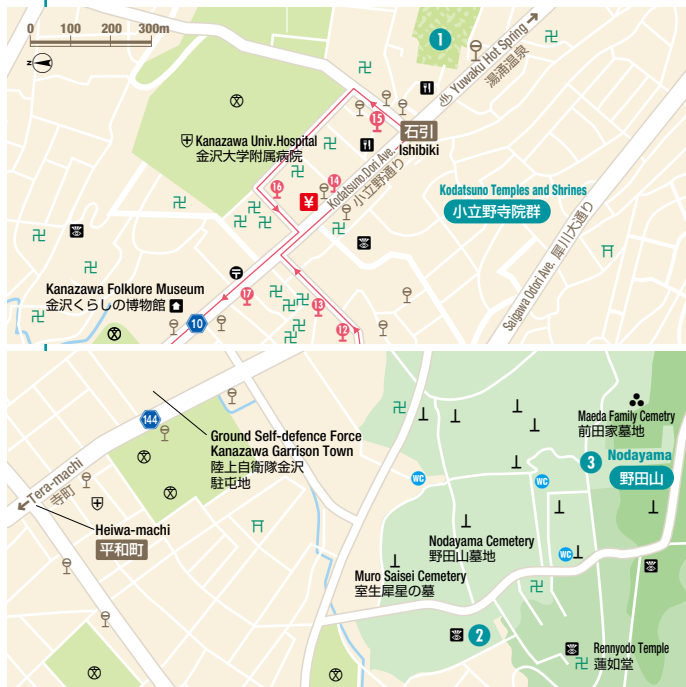 0 100 200 300m
N
1
Yuwaku Hot Spring
湯涌温泉
15
石引
Ishibiki
Kanazawa Univ.Hospital
金沢大学附属病院
16
14
¥
Kodatsuno Dori Ave.
小立野通り
Kodatsuno Temples and Shrines
小立野寺院群
Saigawa Odori Ave. 犀川大通り
Kanazawa Folklore Museum
金沢くらしの博物館
17
13
12
10
144
Ground Self-defence Force
Kanazawa Garrison Town
陸上自衛隊金沢
駐屯地
Tera-machi
寺町
Heiwa-machi
平和町
Maeda Family Cemetry
前田家墓地
3
Nodayama
野田山
WC
WC
Nodayama Cemetery
野田山墓地
WC
Muro Saisei Cemetery
室生犀星の墓
2
Rennyodo Temple
蓮如堂